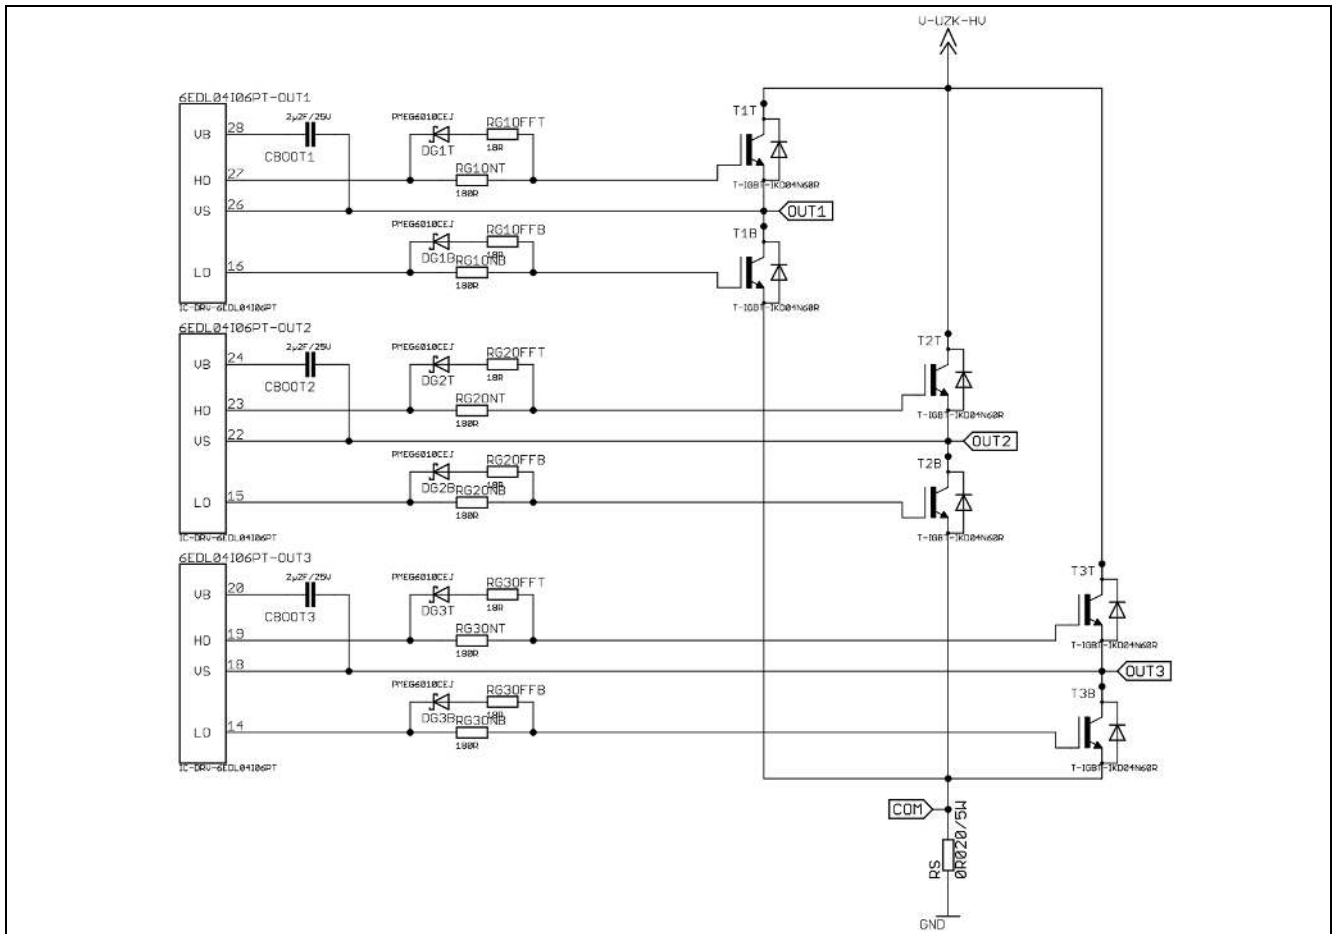 V-UZK-HV
6EDL04I06PT-OUT1
2µ2F/25V
PMEG6010CEJ
RG1OFFT
T1T
VB
28
18R
CBOOT1
DG1T
RG1ONT
HO
27
180R
T-IGBT-IKD04N60R
VS
26
OUT1
PMEG6010CEJ
RG1OFFB
T1B
18R
DG1B
RG1ONB
LO
16
180R
IC-DRV-6EDL04I06PT
T-IGBT-IKD04N60R
6EDL04I06PT-OUT2
2µ2F/25V
PMEG6010CEJ
RG2OFFT
T2T
VB
24
18R
CBOOT2
DG2T
RG2ONT
HO
23
180R
T-IGBT-IKD04N60R
VS
22
OUT2
PMEG6010CEJ
RG2OFFB
T2B
18R
DG2B
RG2ONB
LO
15
180R
IC-DRV-6EDL04I06PT
T-IGBT-IKD04N60R
6EDL04I06PT-OUT3
2µ2F/25V
PMEG6010CEJ
RG3OFFT
T3T
VB
20
18R
CBOOT3
DG3T
RG3ONT
HO
19
180R
T-IGBT-IKD04N60R
VS
18
OUT3
PMEG6010CEJ
RG3OFFB
T3B
18R
DG3B
RG3ONB
LO
14
180R
IC-DRV-6EDL04I06PT
T-IGBT-IKD04N60R
COM
RS
0R020/5W
GND